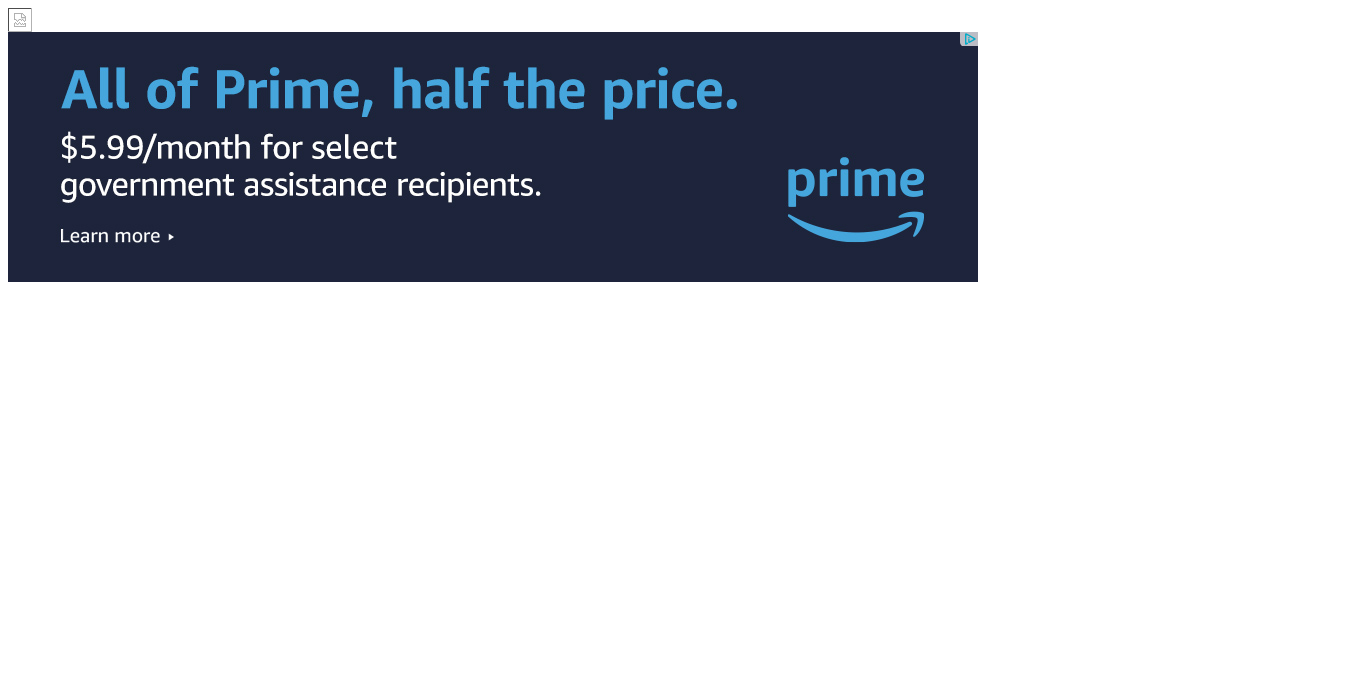 All of Prime, half the price.
$5.99/month for select
government assistance recipients.
Learn more
prime